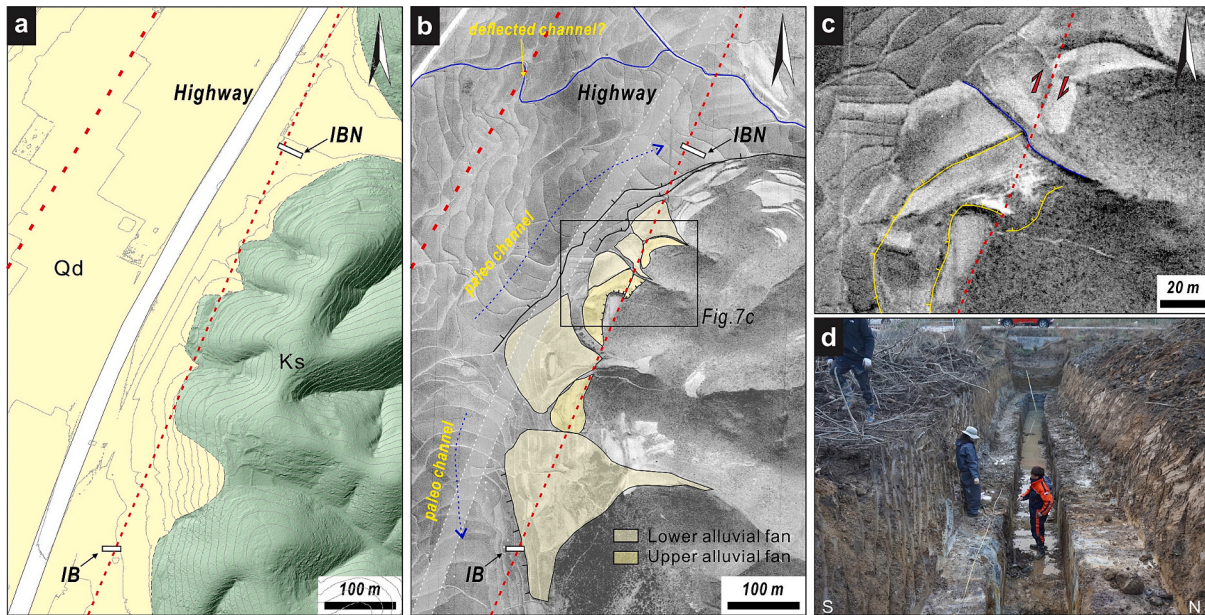 a
Highway
IBN
Qd
Ks
IB
100 m
b
deflected channel?
Highway
IBN
paleo channel
Fig.7c
paleo channel
Lower alluvial fan
Upper alluvial fan
IB
100 m
c
20 m
d
S
N